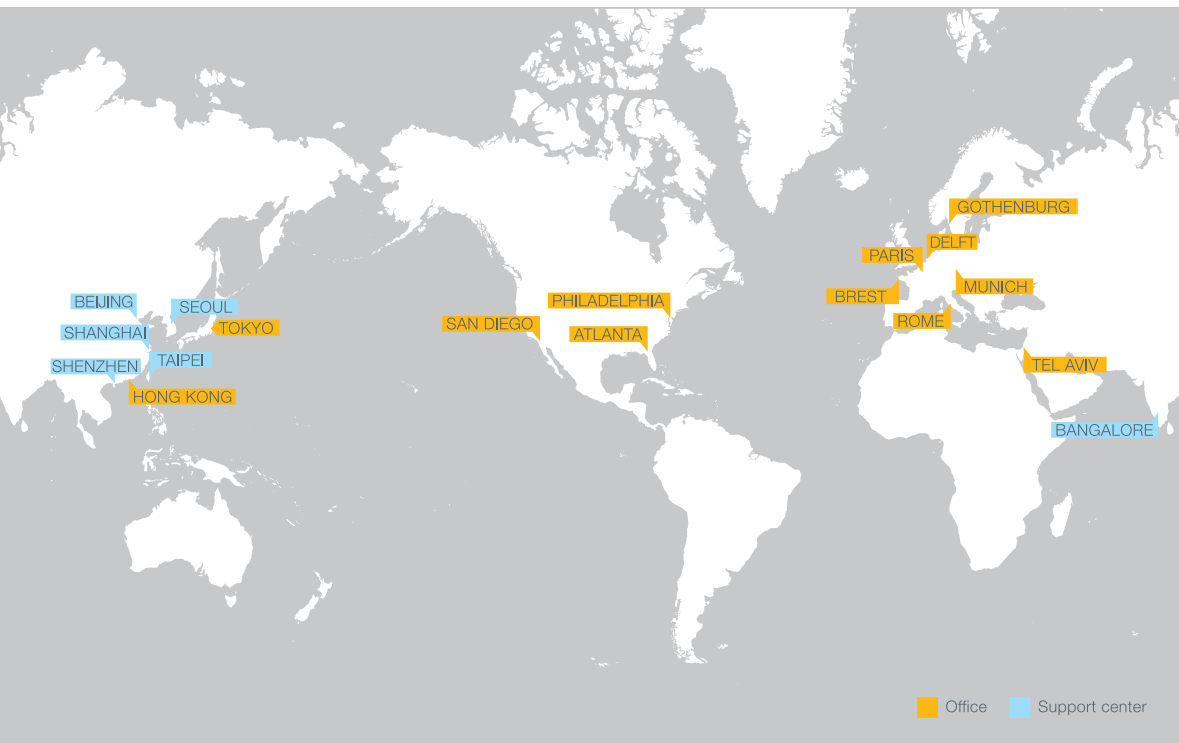 GOTHENBURG
DELFT
PARIS
MUNICH
BREST
ROME
BEIJING
SEOUL
PHILADELPHIA
SAN DIEGO
TOKYO
SHANGHAI
ATLANTA
TAIPEI
SHENZHEN
TEL AVIV
HONG KONG
BANGALORE
Office
Support center